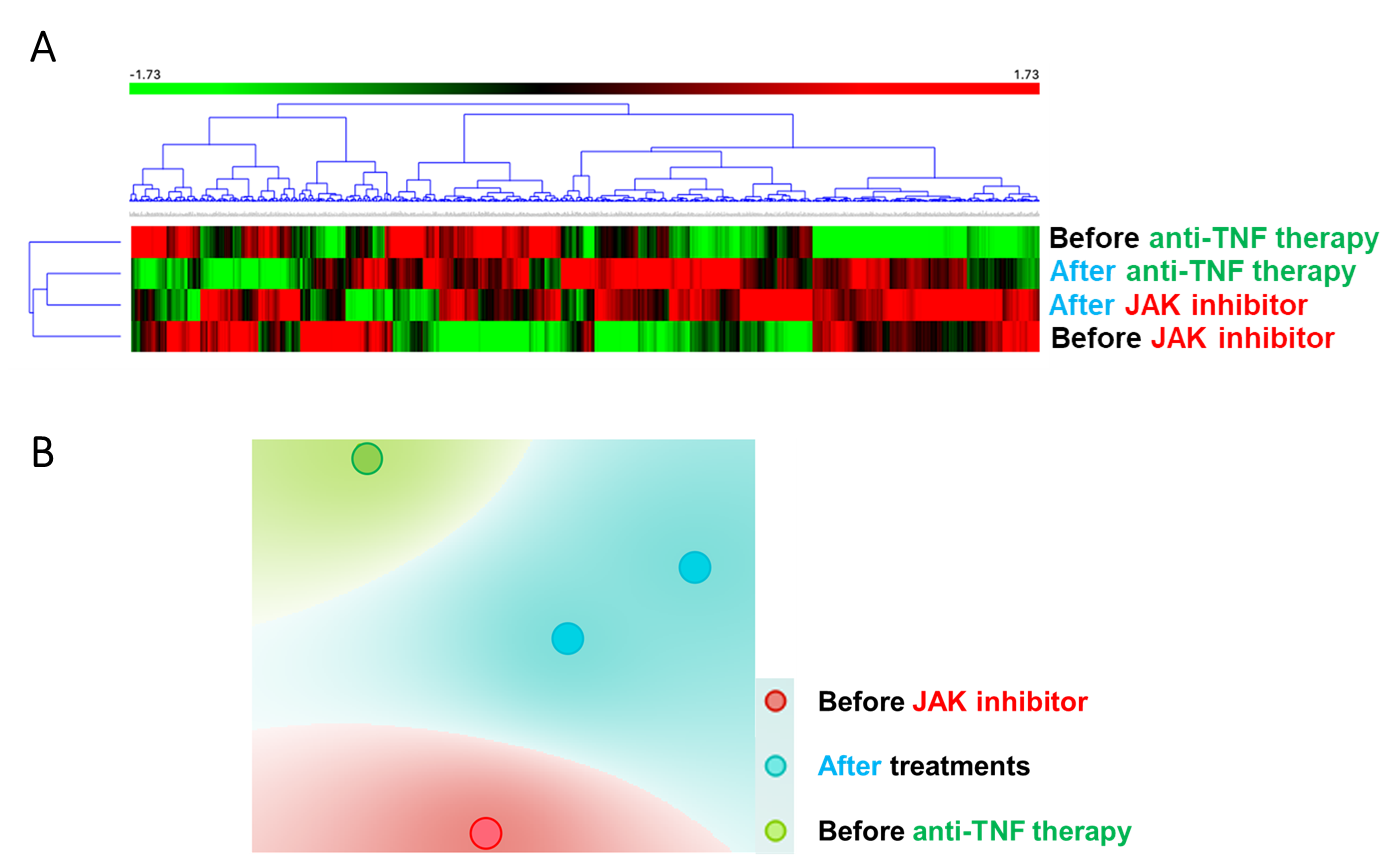 A
-1.73 1.73
Before anti-TNF therapy
After anti-TNF therapy
After JAK inhibitor
Before JAK inhibitor
B
Before JAK inhibitor
After treatments
Before anti-TNF therapy